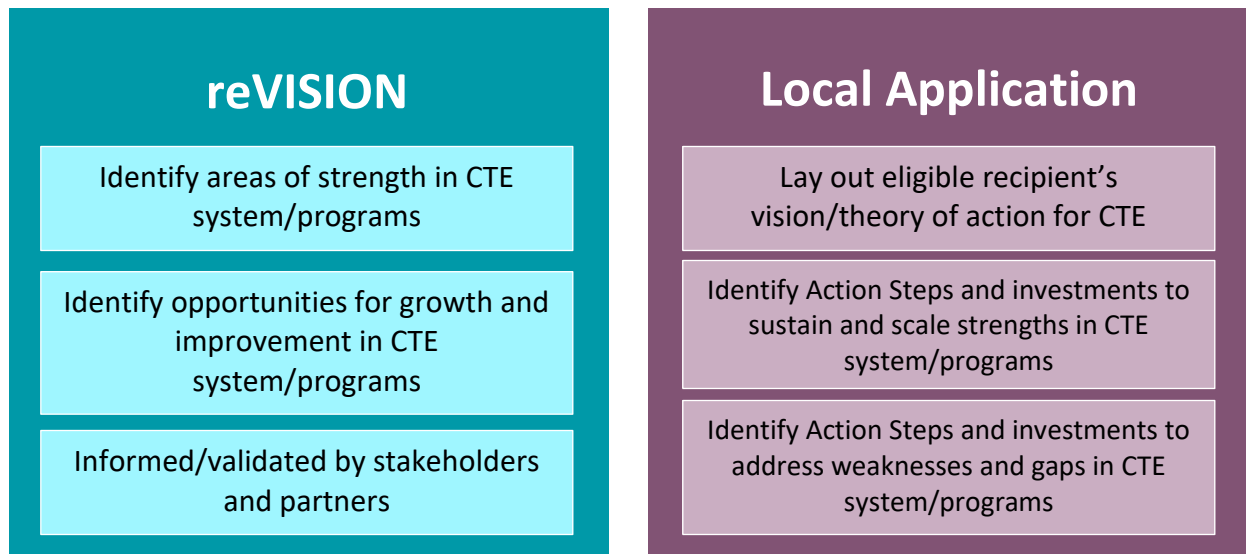 reVISION
Identify areas of strength in CTE
system/programs
Identify opportunities for growth and
improvement in CTE
system/programs
Informed/validated by stakeholders
and partners
Local Application
Lay out eligible recipient’s
vision/theory of action for CTE
Identify Action Steps and investments to
sustain and scale strengths in CTE
system/programs
Identify Action Steps and investments to
address weaknesses and gaps in CTE
system/programs